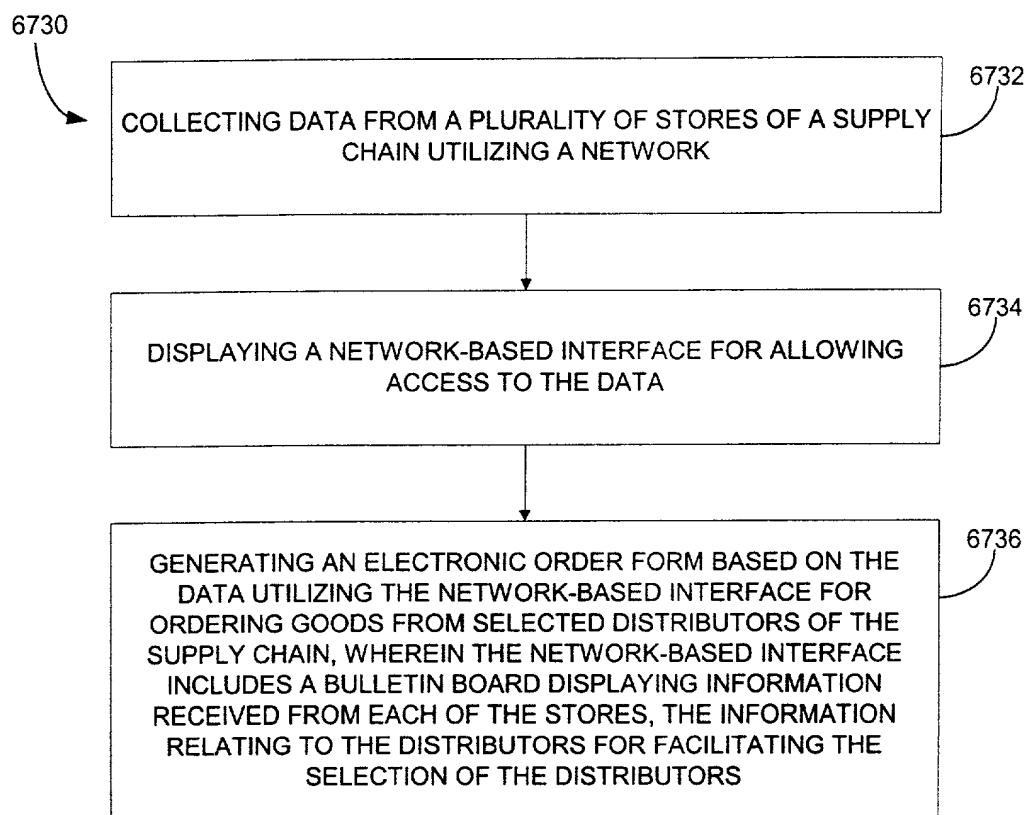 6730
6732
COLLECTING DATA FROM A PLURALITY OF STORES OF A SUPPLY
CHAIN UTILIZING A NETWORK
6734
DISPLAYING A NETWORK-BASED INTERFACE FOR ALLOWING
ACCESS TO THE DATA
6736
GENERATING AN ELECTRONIC ORDER FORM BASED ON THE
DATA UTILIZING THE NETWORK-BASED INTERFACE FOR
ORDERING GOODS FROM SELECTED DISTRIBUTORS OF THE
SUPPLY CHAIN, WHEREIN THE NETWORK-BASED INTERFACE
INCLUDES A BULLETIN BOARD DISPLAYING INFORMATION
RECEIVED FROM EACH OF THE STORES, THE INFORMATION
RELATING TO THE DISTRIBUTORS FOR FACILITATING THE
SELECTION OF THE DISTRIBUTORS